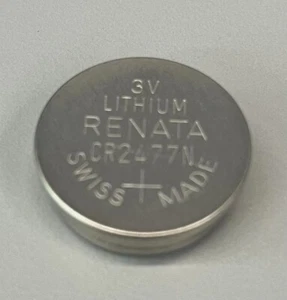 3V
LITHIUM
RENATA
CR2477N
SWISS + MADE